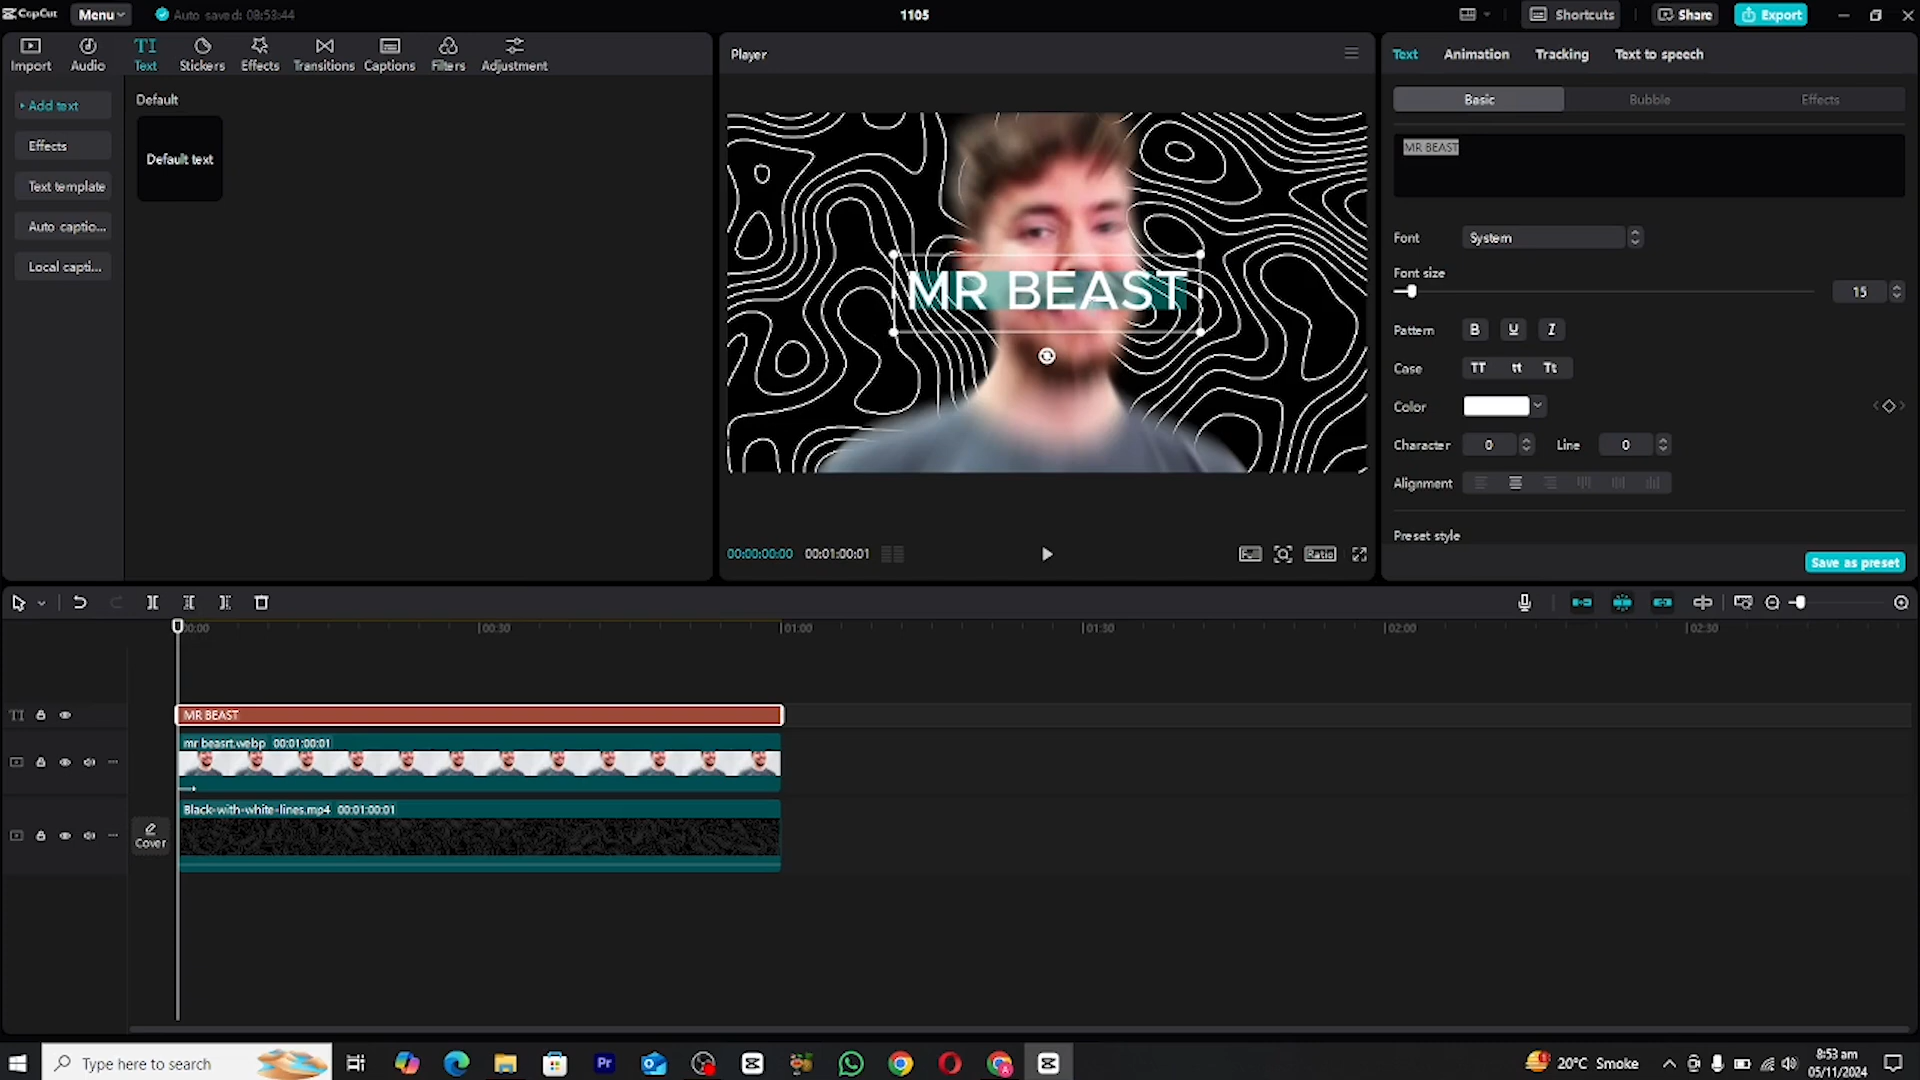 CapCut
Menu
Auto saved: 08:53:44
1105
Shortcuts
Share
Export
Import
Audio
TI
Text
Stickers
Effects
Transitions
Captions
Filters
Adjustment
Add text
Effects
Text template
Auto captio...
Local capti...
Default
Default text
Player
MR BEAST
00:00:00:00
00:01:00:01
Full
Ratio
Text
Animation
Tracking
Text to speech
Basic
Bubble
Effects
MR BEAST
Font
System
Font size
15
Pattern
B
U
I
Case
TT
tt
Tt
Color
Character
0
Line
0
Alignment
Preset style
Save as preset
00:00
00:30
01:00
01:30
02:00
02:30
TI
MR BEAST
mr beasrt.webp 00:01:00:01
Black-with-white-lines.mp4 00:01:00:01
Cover
Type here to search
Pr
20°C Smoke
8:53 am
05/11/2024